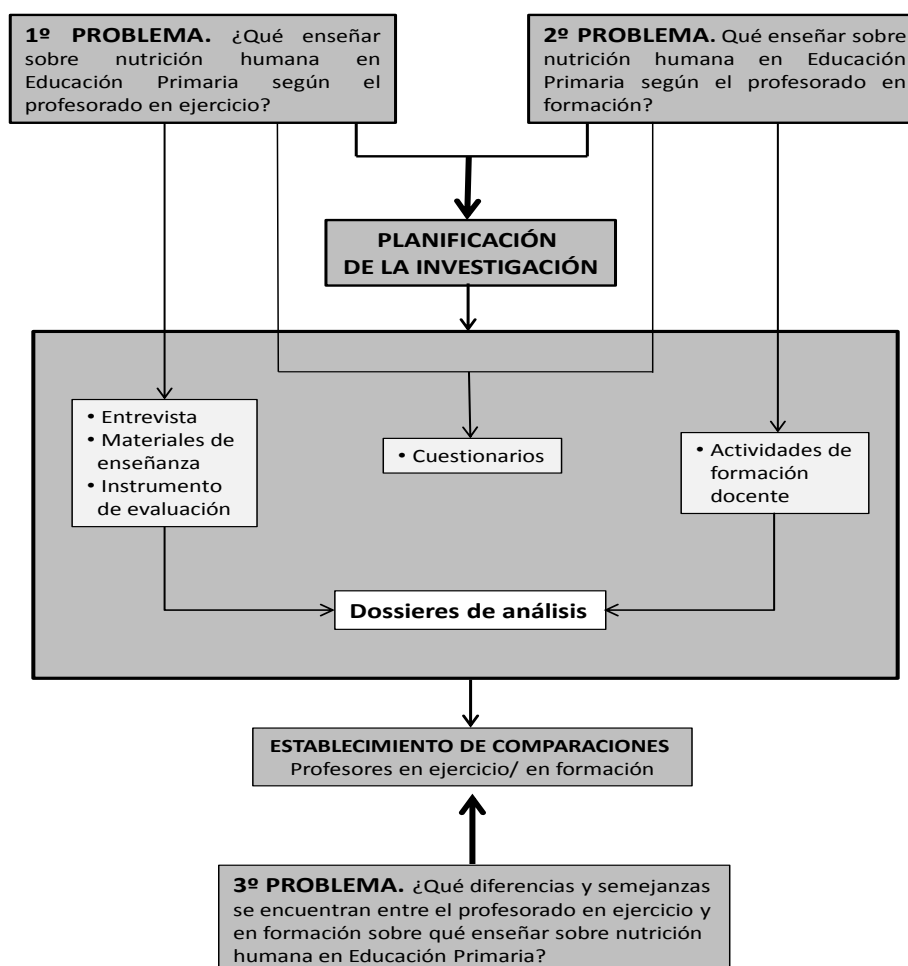 1º PROBLEMA. ¿Qué enseñar
sobre nutrición humana en
Educación Primaria según el
profesorado en ejercicio?
2º PROBLEMA. Qué enseñar sobre
nutrición humana en Educación
Primaria según el profesorado en
formación?
PLANIFICACIÓN
DE LA INVESTIGACIÓN
• Entrevista
• Materiales de
enseñanza
• Instrumento
de evaluación
• Cuestionarios
• Actividades de
formación
docente
Dossieres de análisis
ESTABLECIMIENTO DE COMPARACIONES
Profesores en ejercicio/ en formación
3º PROBLEMA. ¿Qué diferencias y semejanzas
se encuentran entre el profesorado en ejercicio y
en formación sobre qué enseñar sobre nutrición
humana en Educación Primaria?